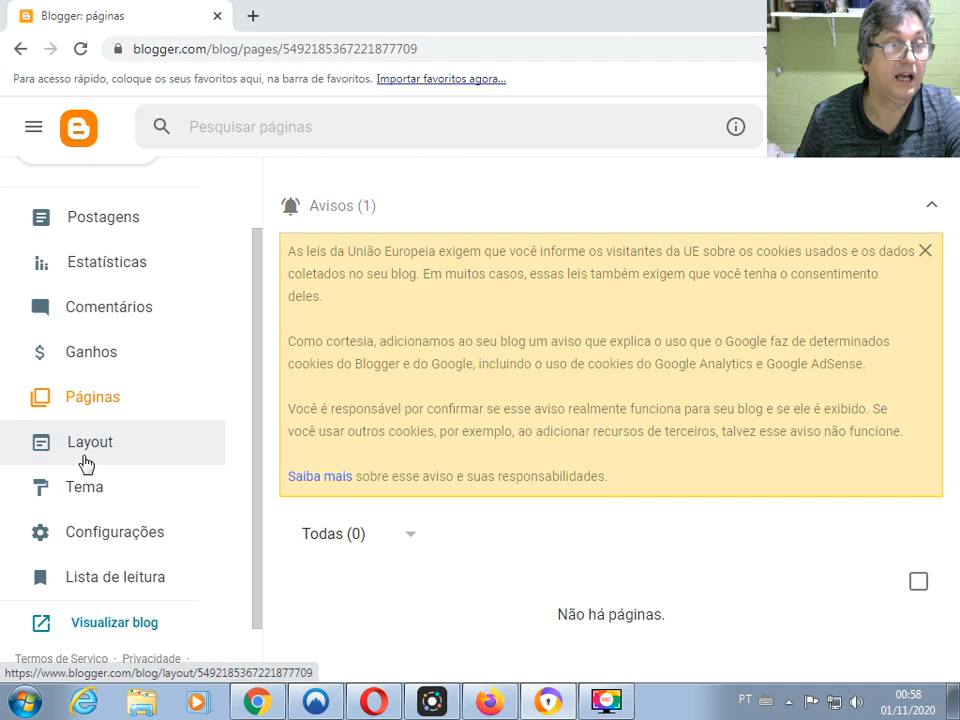 Blogger: páginas
blogger.com/blog/pages/5492185367221877709
Para acesso rápido, coloque os seus favoritos aqui, na barra de favoritos. Importar favoritos agora...
Pesquisar páginas
Postagens
Estatísticas
Comentários
Ganhos
Páginas
Layout
Tema
Configurações
Lista de leitura
Visualizar blog
Termos de Serviço · Privacidade ·
https://www.blogger.com/blog/layout/5492185367221877709
Avisos (1)
As leis da União Europeia exigem que você informe os visitantes da UE sobre os cookies usados e os dados
coletados no seu blog. Em muitos casos, essas leis também exigem que você tenha o consentimento
deles.
Como cortesia, adicionamos ao seu blog um aviso que explica o uso que o Google faz de determinados
cookies do Blogger e do Google, incluindo o uso de cookies do Google Analytics e Google AdSense.
Você é responsável por confirmar se esse aviso realmente funciona para seu blog e se ele é exibido. Se
você usar outros cookies, por exemplo, ao adicionar recursos de terceiros, talvez esse aviso não funcione.
Saiba mais sobre esse aviso e suas responsabilidades.
Todas (0)
Não há páginas.
PT
00:58
01/11/2020